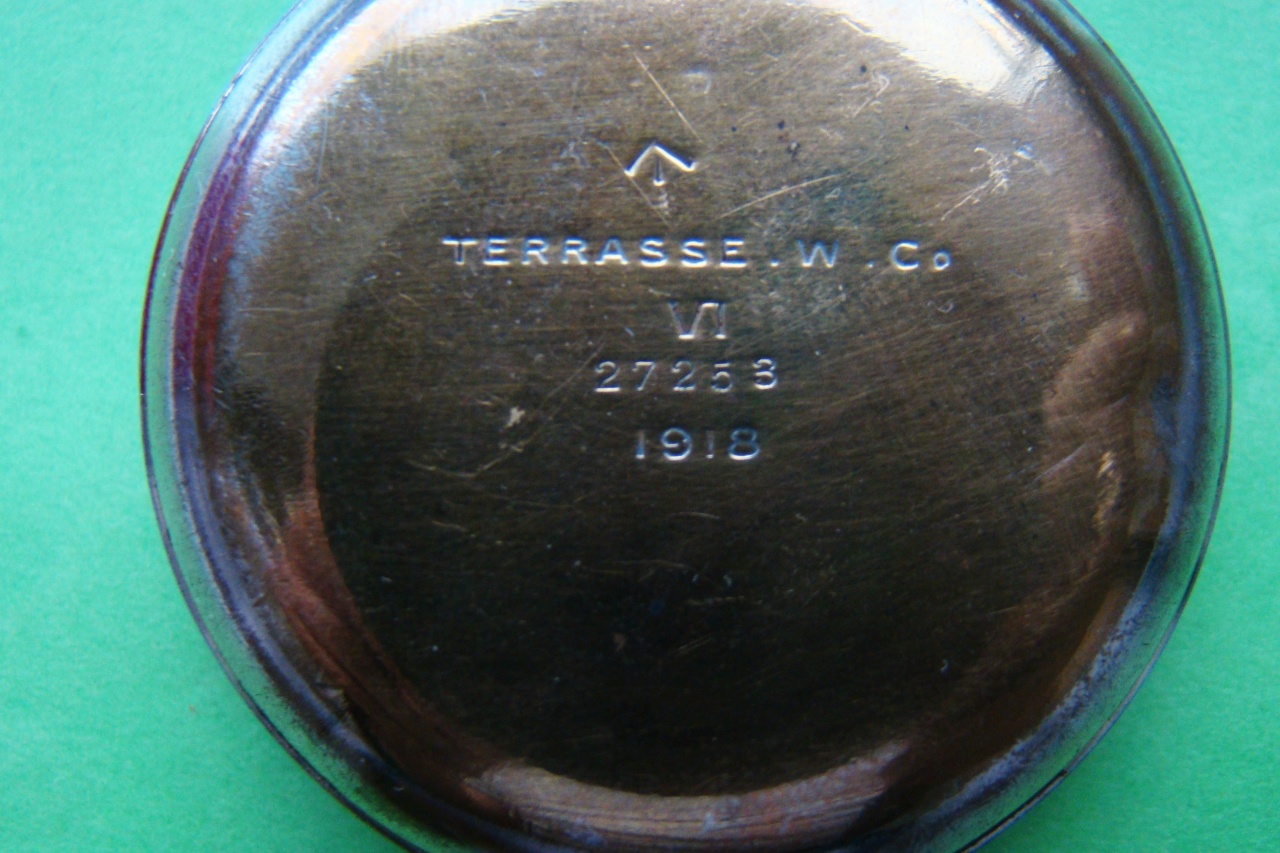 TERRASSE . W . Co
VI
27253
1918